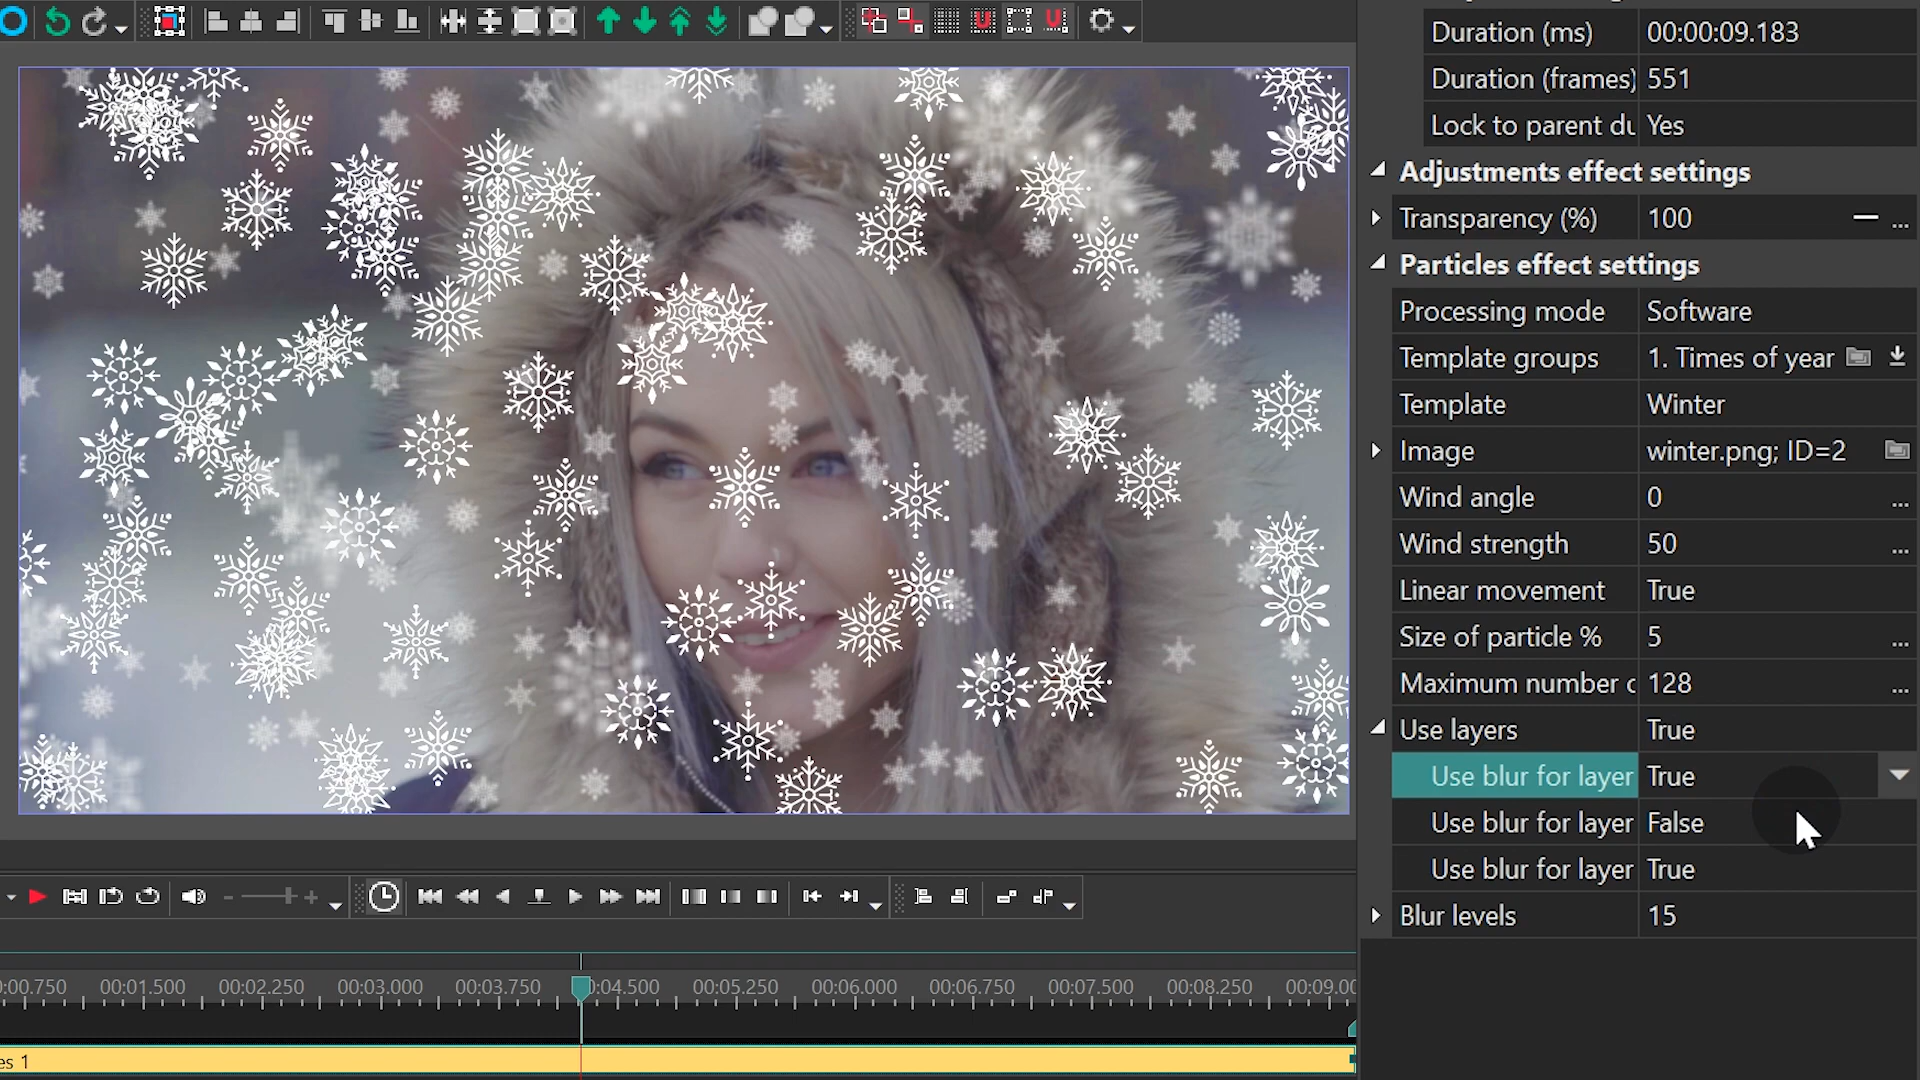 Duration (ms) 00:00:09.183
Duration (frames) 551
Lock to parent du Yes
Adjustments effect settings
Transparency (%) 100 ...
Particles effect settings
Processing mode Software
Template groups 1. Times of year
Template Winter
Image winter.png; ID=2
Wind angle 0 ...
Wind strength 50 ...
Linear movement True
Size of particle % 5 ...
Maximum number 128 ...
Use layers True
Use blur for layer True
Use blur for layer False
Use blur for layer True
Blur levels 15
:00.750 00:01.500 00:02.250 00:03.000 00:03.750 0:04.500 00:05.250 00:06.000 00:06.750 00:07.500 00:08.250 00:09.00
es 1